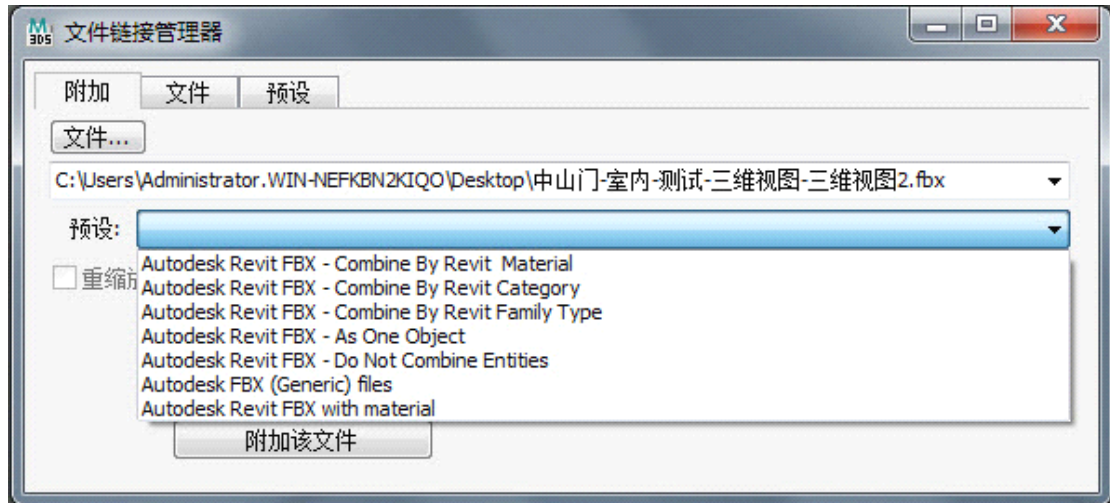 M
3DS
文件链接管理器
附加 文件 预设
文件...
C:\Users\Administrator.WIN-NEFKBN2KIQO\Desktop\中山门-室内-测试-三维视图-三维视图2.fbx
预设:
Autodesk Revit FBX - Combine By Revit  Material
重缩
Autodesk Revit FBX - Combine By Revit Category
Autodesk Revit FBX - Combine By Revit Family Type
Autodesk Revit FBX - As One Object
Autodesk Revit FBX - Do Not Combine Entities
Autodesk FBX (Generic) files
Autodesk Revit FBX with material
附加该文件